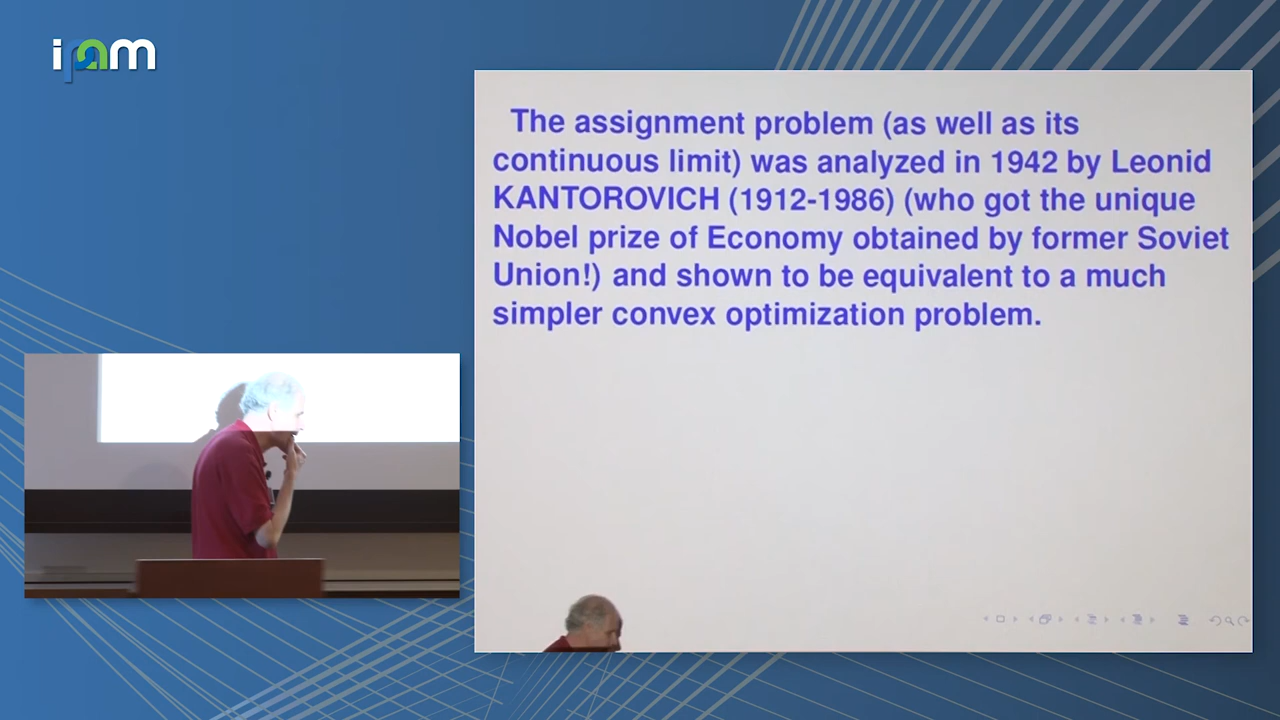 ipam
The assignment problem (as well as its
continuous limit) was analyzed in 1942 by Leonid
KANTOROVICH (1912-1986) (who got the unique
Nobel prize of Economy obtained by former Soviet
Union!) and shown to be equivalent to a much
simpler convex optimization problem.